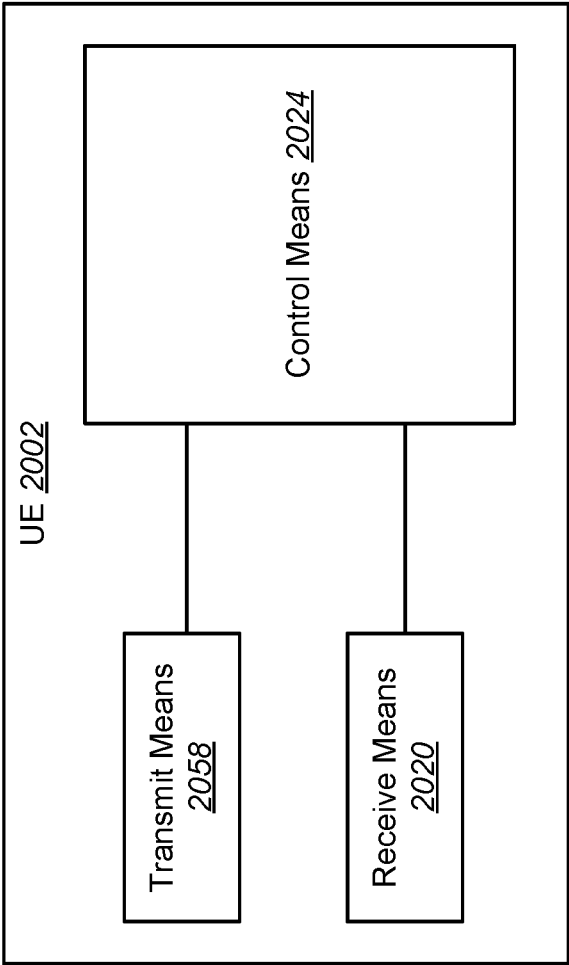 UE 2002
Transmit Means
2058
Receive Means
2020
Control Means 2024